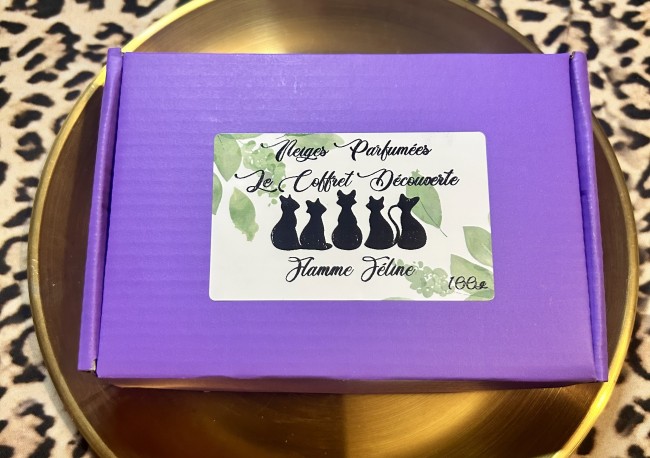 Neiges Parfumées
Le Coffret Découverte
Flamme Féline
100g